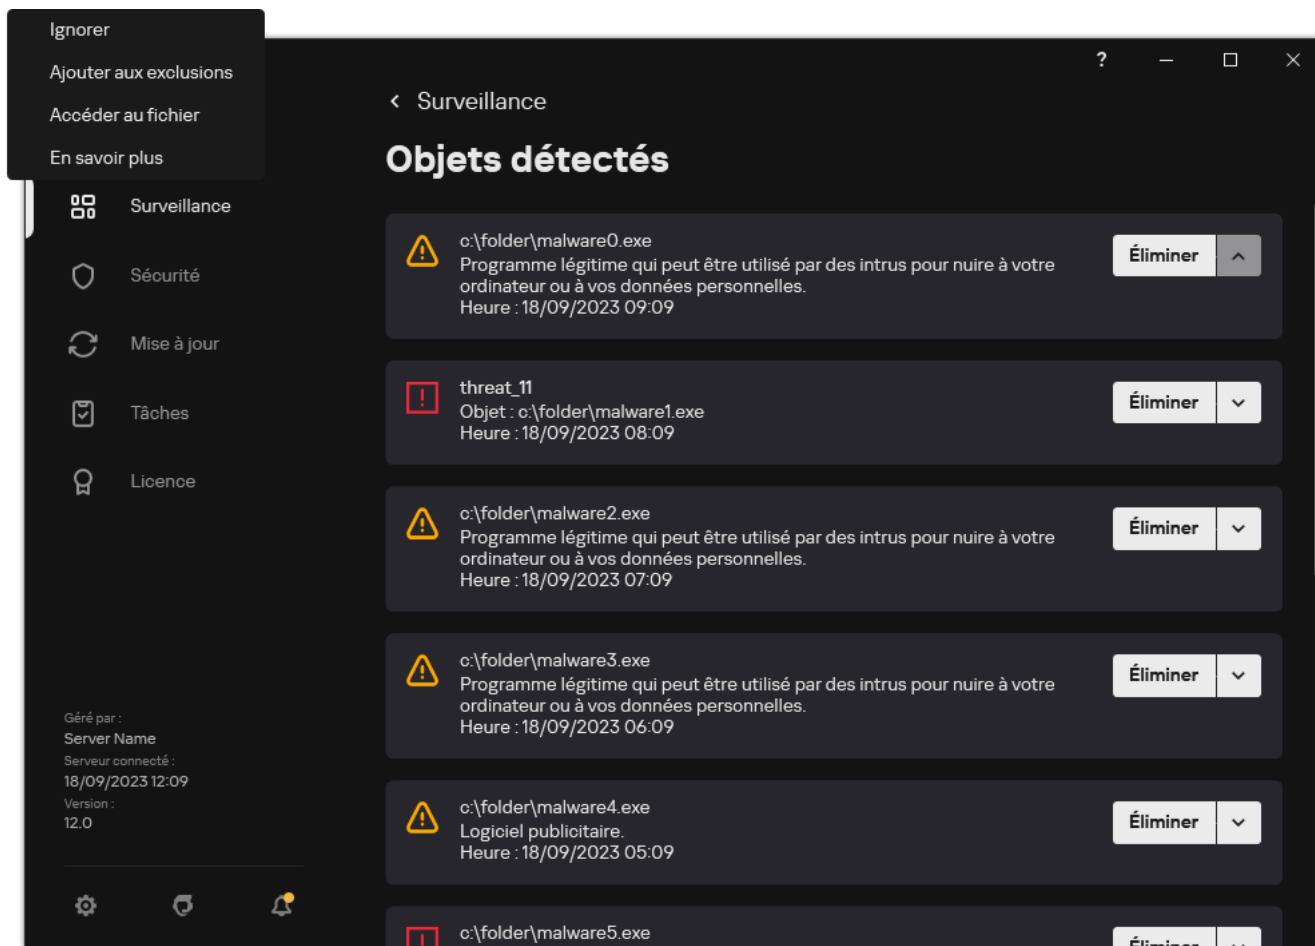 Ignorer
Ajouter aux exclusions
Accéder au fichier
En savoir plus
?
Surveillance
Objets détectés
Surveillance
Sécurité
Mise à jour
Tâches
Licence
c:\folder\malware0.exe
Programme légitime qui peut être utilisé par des intrus pour nuire à votre
ordinateur ou à vos données personnelles.
Heure : 18/09/2023 09:09
Éliminer
threat_11
Objet : c:\folder\malware1.exe
Heure : 18/09/2023 08:09
Éliminer
c:\folder\malware2.exe
Programme légitime qui peut être utilisé par des intrus pour nuire à votre
ordinateur ou à vos données personnelles.
Heure : 18/09/2023 07:09
Éliminer
c:\folder\malware3.exe
Programme légitime qui peut être utilisé par des intrus pour nuire à votre
ordinateur ou à vos données personnelles.
Heure : 18/09/2023 06:09
Éliminer
c:\folder\malware4.exe
Logiciel publicitaire.
Heure : 18/09/2023 05:09
Éliminer
c:\folder\malware5.exe
Éliminer
Géré par :
Server Name
Serveur connecté :
18/09/2023 12:09
Version :
12.0